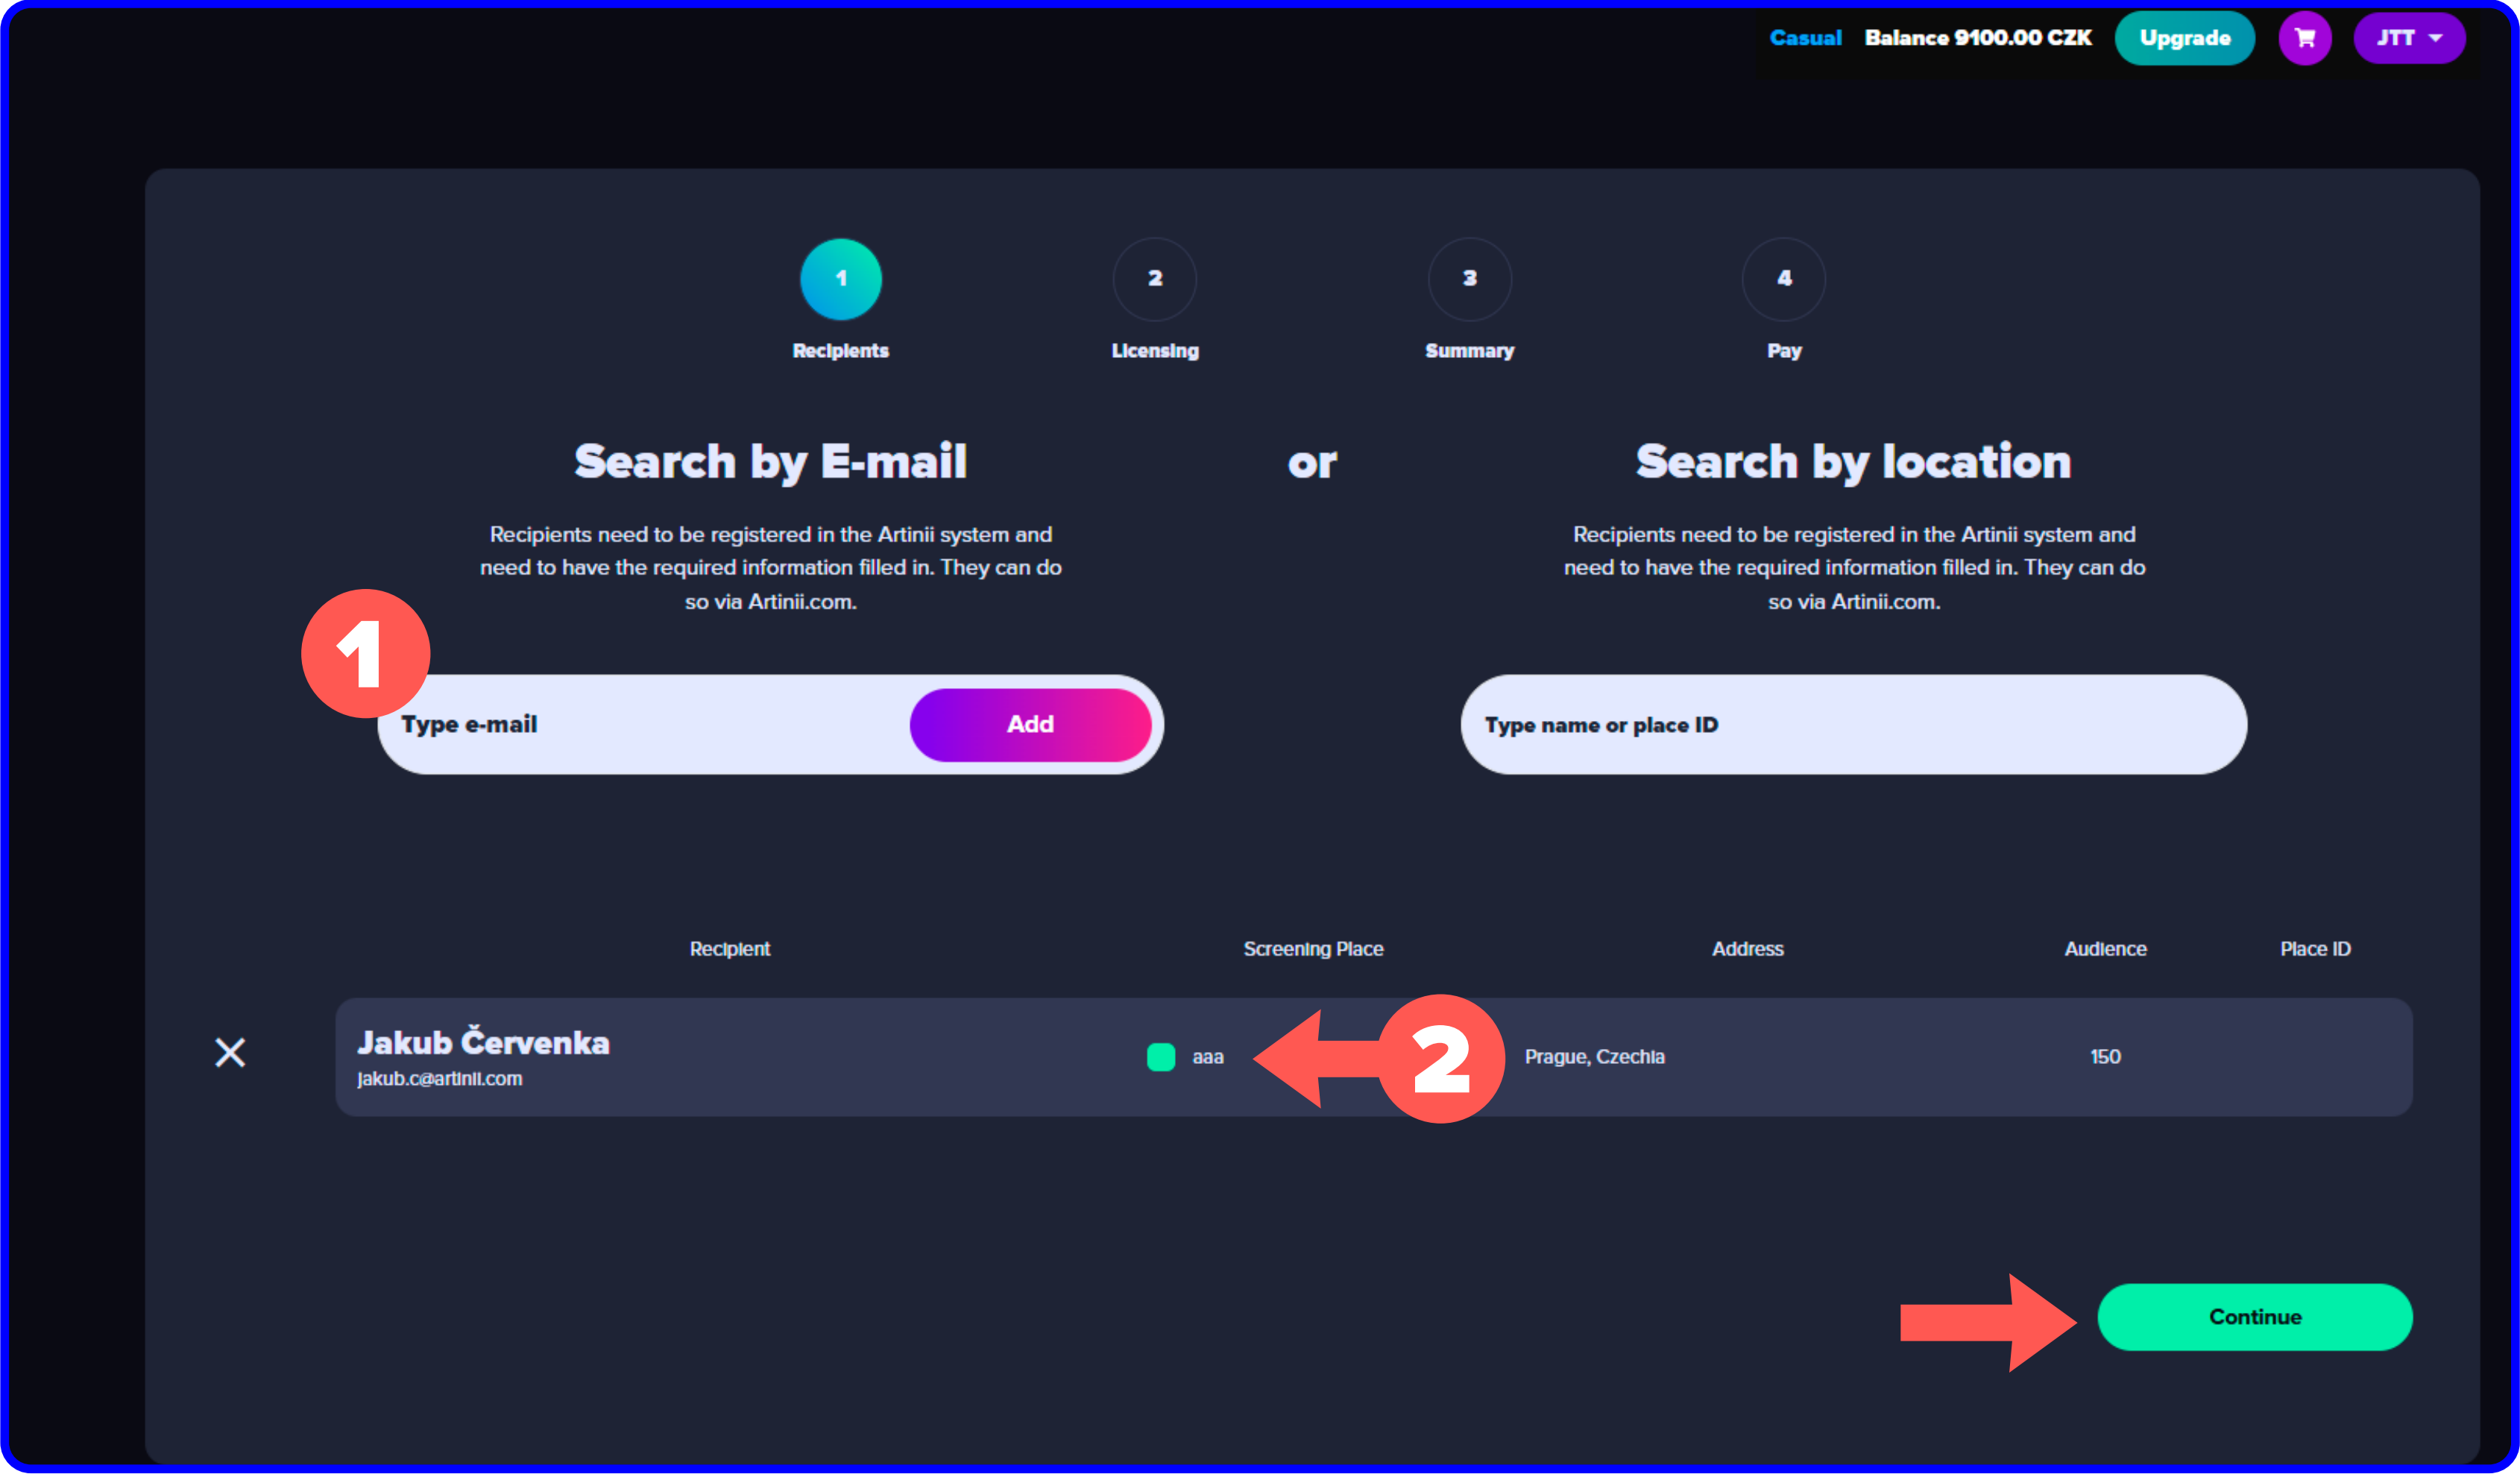 Casual Balance 9100.00 CZK Upgrade JTT
1 2 3 4
Recipients Licensing Summary Pay
Search by E-mail or Search by location
Recipients need to be registered in the Artinii system and
need to have the required information filled in. They can do
so via Artinii.com.
Recipients need to be registered in the Artinii system and
need to have the required information filled in. They can do
so via Artinii.com.
1
Type e-mail Add
Type name or place ID
Recipient Screening Place Address Audience Place ID
Jakub Červenka
jakub.c@artinii.com
aaa 2 Prague, Czechia 150
Continue